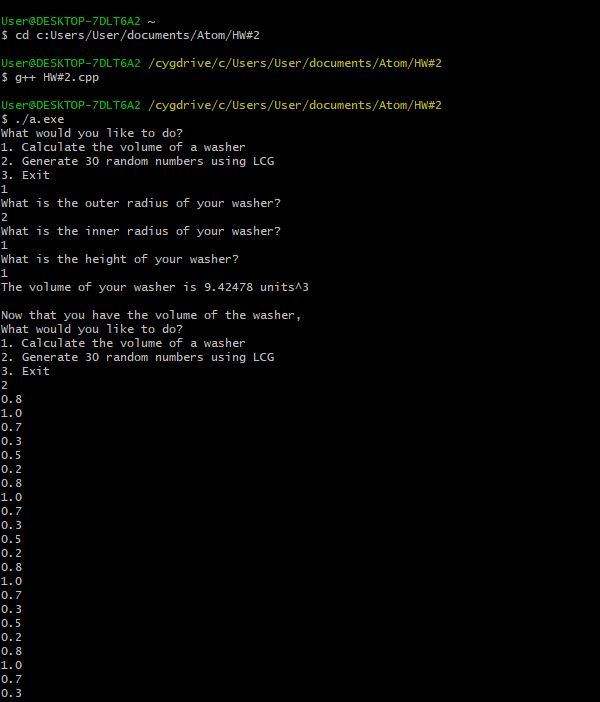 User@DESKTOP-7DLT6A2 ~
$ cd c:Users/User/documents/Atom/HW#2
User@DESKTOP-7DLT6A2 /cygdrive/c/Users/User/documents/Atom/HW#2
$ g++ HW#2.cpp
User@DESKTOP-7DLT6A2 /cygdrive/c/Users/User/documents/Atom/HW#2
$ ./a.exe
What would you like to do?
1. Calculate the volume of a washer
2. Generate 30 random numbers using LCG
3. Exit
1
What is the outer radius of your washer?
2
What is the inner radius of your washer?
1
What is the height of your washer?
1
The volume of your washer is 9.42478 units^3
Now that you have the volume of the washer,
What would you like to do?
1. Calculate the volume of a washer
2. Generate 30 random numbers using LCG
3. Exit
2
0.8
1.0
0.7
0.3
0.5
0.2
0.8
1.0
0.7
0.3
0.5
0.2
0.8
1.0
0.7
0.3
0.5
0.2
0.8
1.0
0.7
0.3